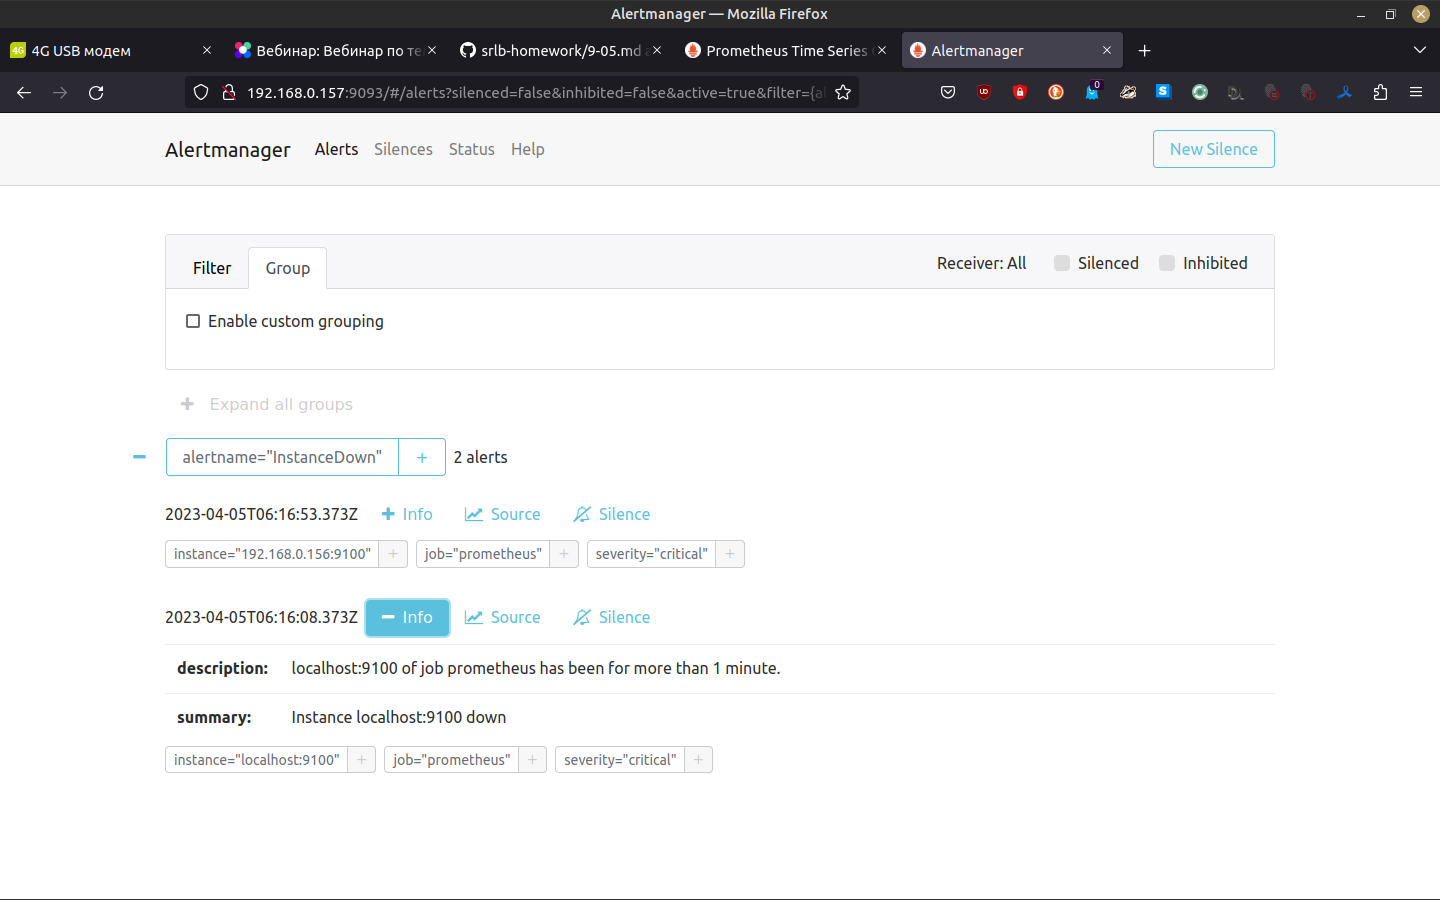 Alertmanager — Mozilla Firefox
4G USB модем
Вебинар: Вебинар по те
srlb-homework/9-05.md
Prometheus Time Series
Alertmanager
192.168.0.157:9093/#/alerts?silenced=false&inhibited=false&active=true&filter={a
0
Alertmanager Alerts Silences Status Help New Silence
Filter Group Receiver: All Silenced Inhibited
Enable custom grouping
Expand all groups
alertname="InstanceDown" + 2 alerts
2023-04-05T06:16:53.373Z Info Source Silence
instance="192.168.0.156:9100" + job="prometheus" + severity="critical" +
2023-04-05T06:16:08.373Z Info Source Silence
description: localhost:9100 of job prometheus has been for more than 1 minute.
summary: Instance localhost:9100 down
instance="localhost:9100" + job="prometheus" + severity="critical" +